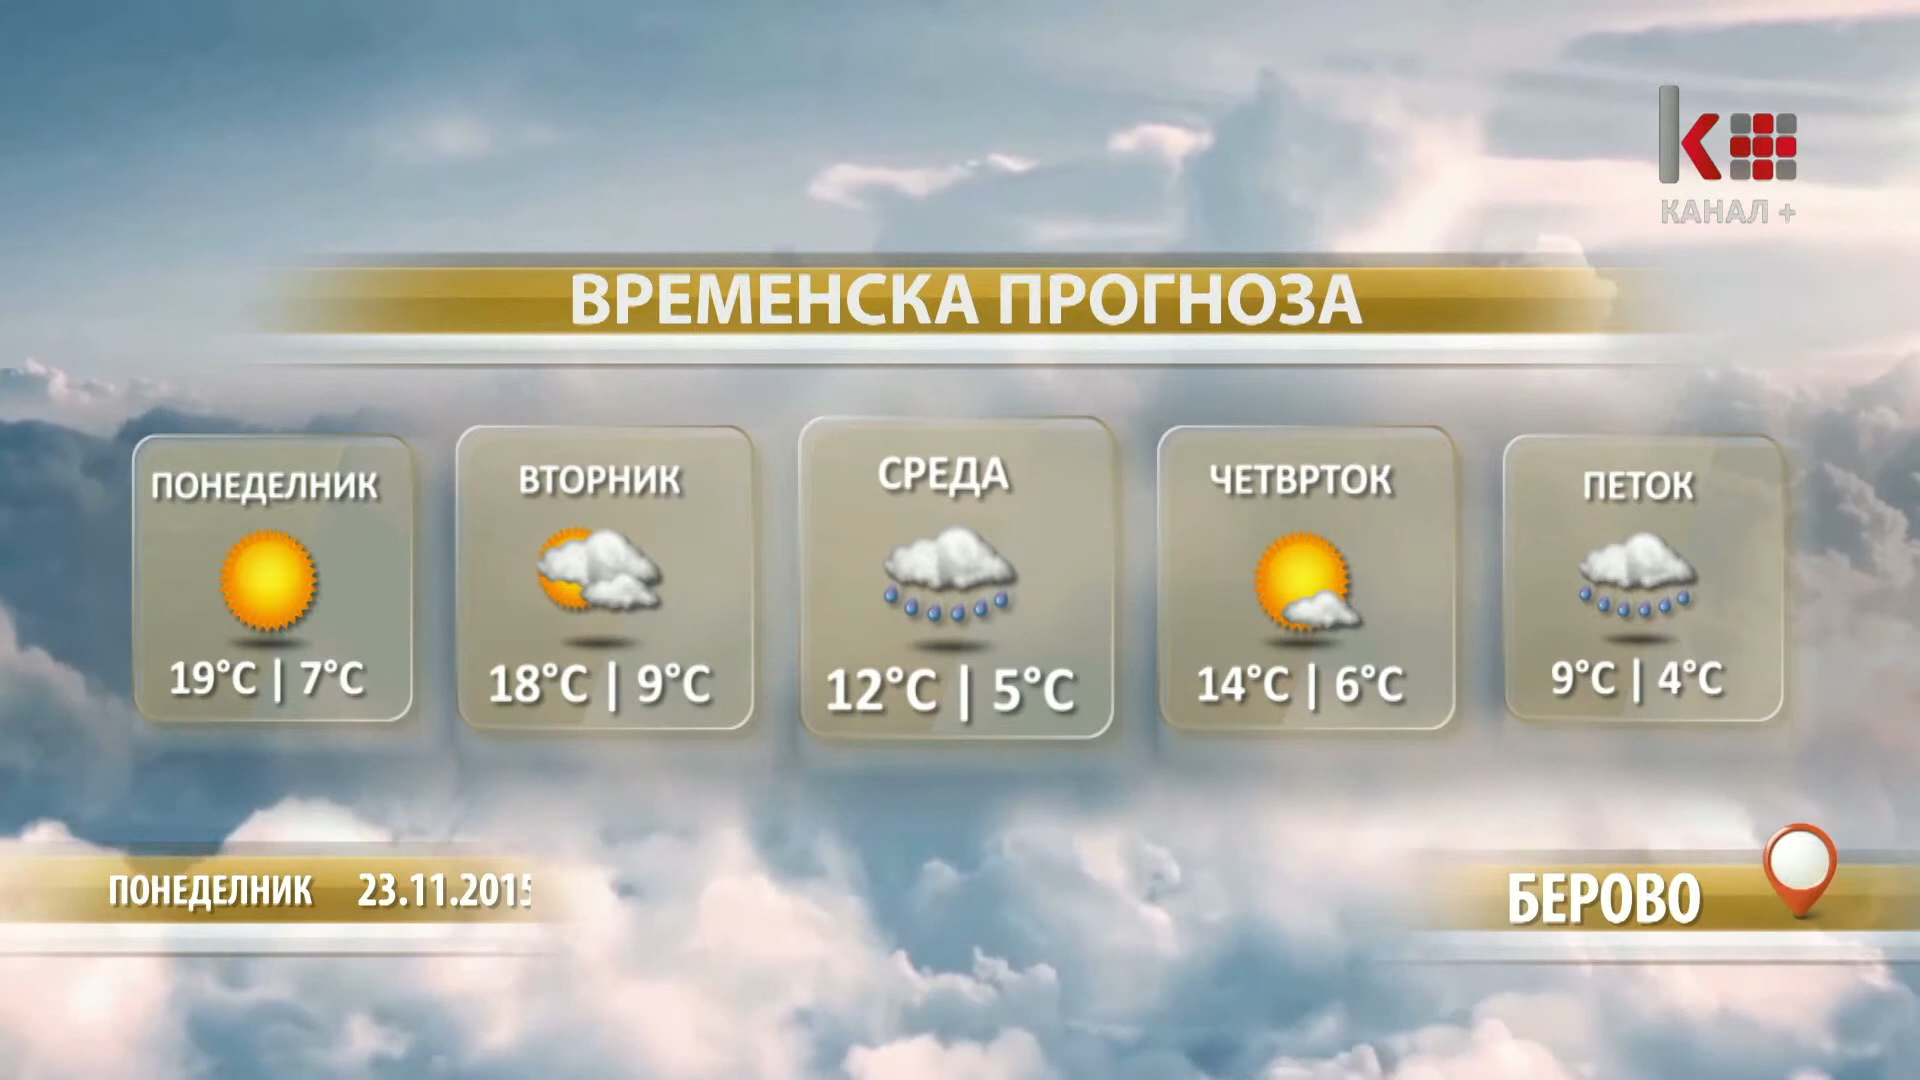 КАНАЛ +
ВРЕМЕНСКА ПРОГНОЗА
ПОНЕДЕЛНИК
19°C | 7°C
ВТОРНИК
18°C | 9°C
СРЕДА
12°C | 5°C
ЧЕТВРТОК
14°C | 6°C
ПЕТОК
9°C | 4°C
ПОНЕДЕЛНИК 23.11.2015
БЕРОВО